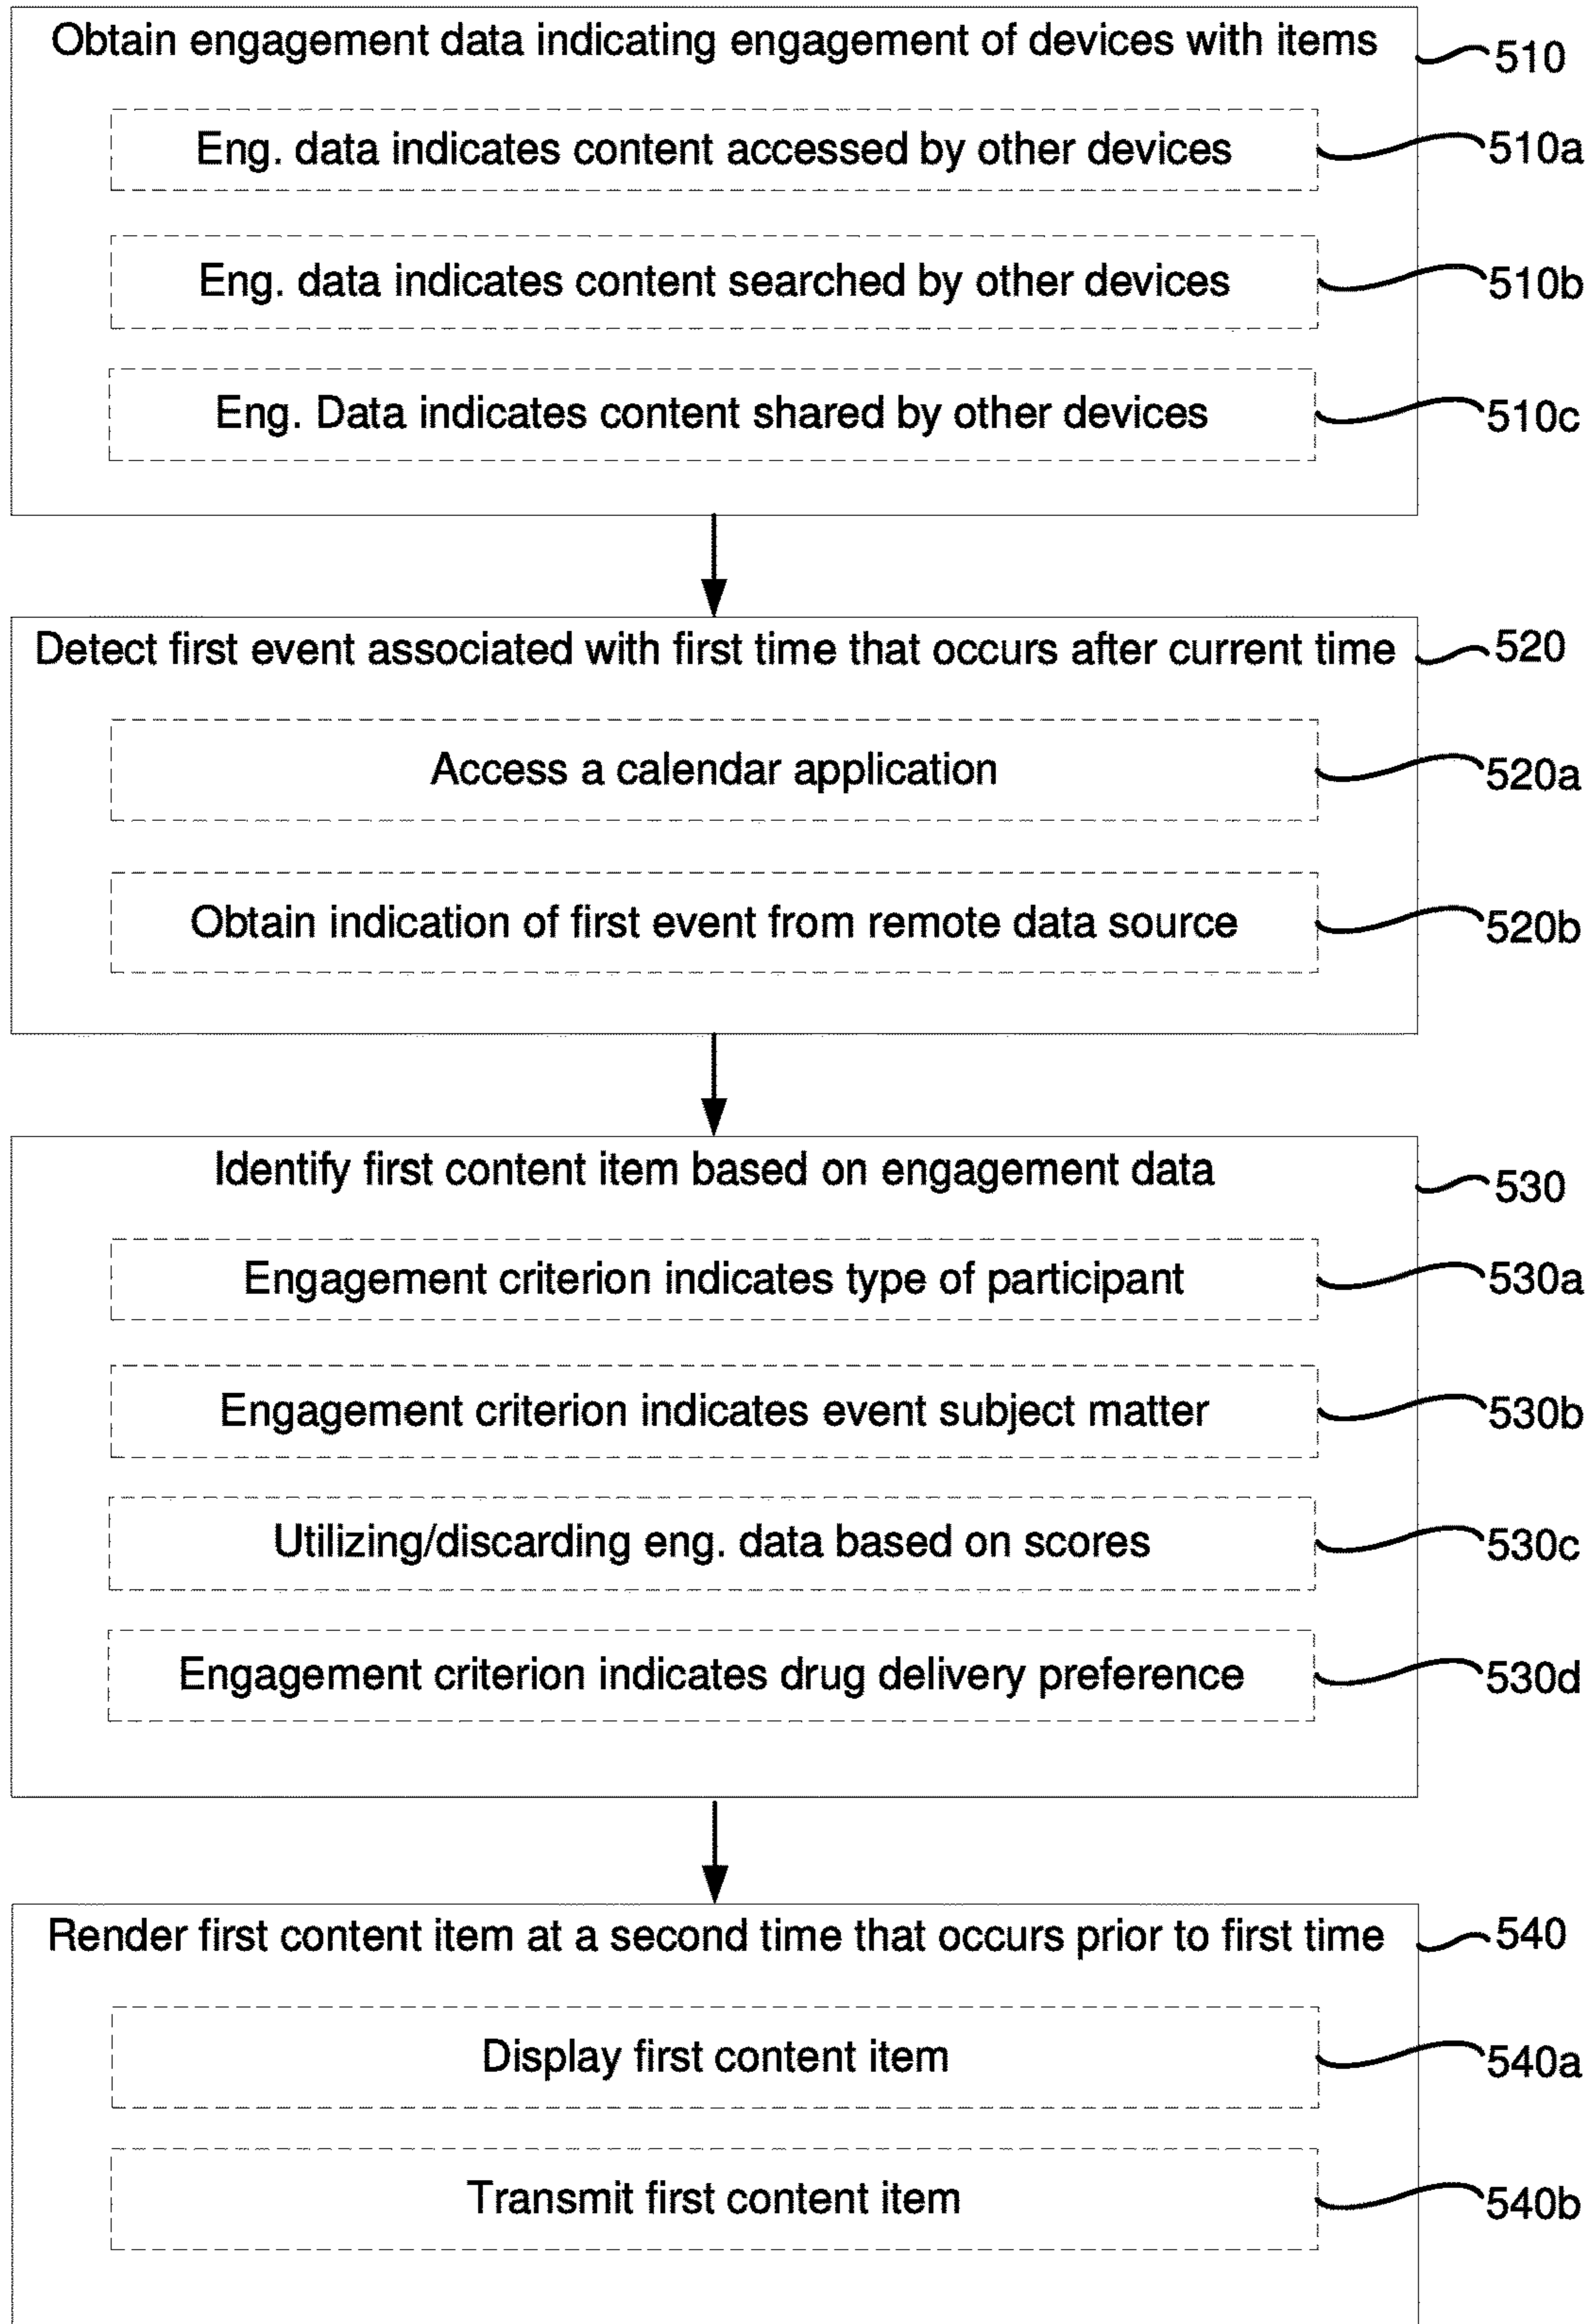 Obtain engagement data indicating engagement of devices with items
510
Eng. data indicates content accessed by other devices
510a
Eng. data indicates content searched by other devices
510b
Eng. Data indicates content shared by other devices
510c
Detect first event associated with first time that occurs after current time
520
Access a calendar application
520a
Obtain indication of first event from remote data source
520b
Identify first content item based on engagement data
530
Engagement criterion indicates type of participant
530a
Engagement criterion indicates event subject matter
530b
Utilizing/discarding eng. data based on scores
530c
Engagement criterion indicates drug delivery preference
530d
Render first content item at a second time that occurs prior to first time
540
Display first content item
540a
Transmit first content item
540b